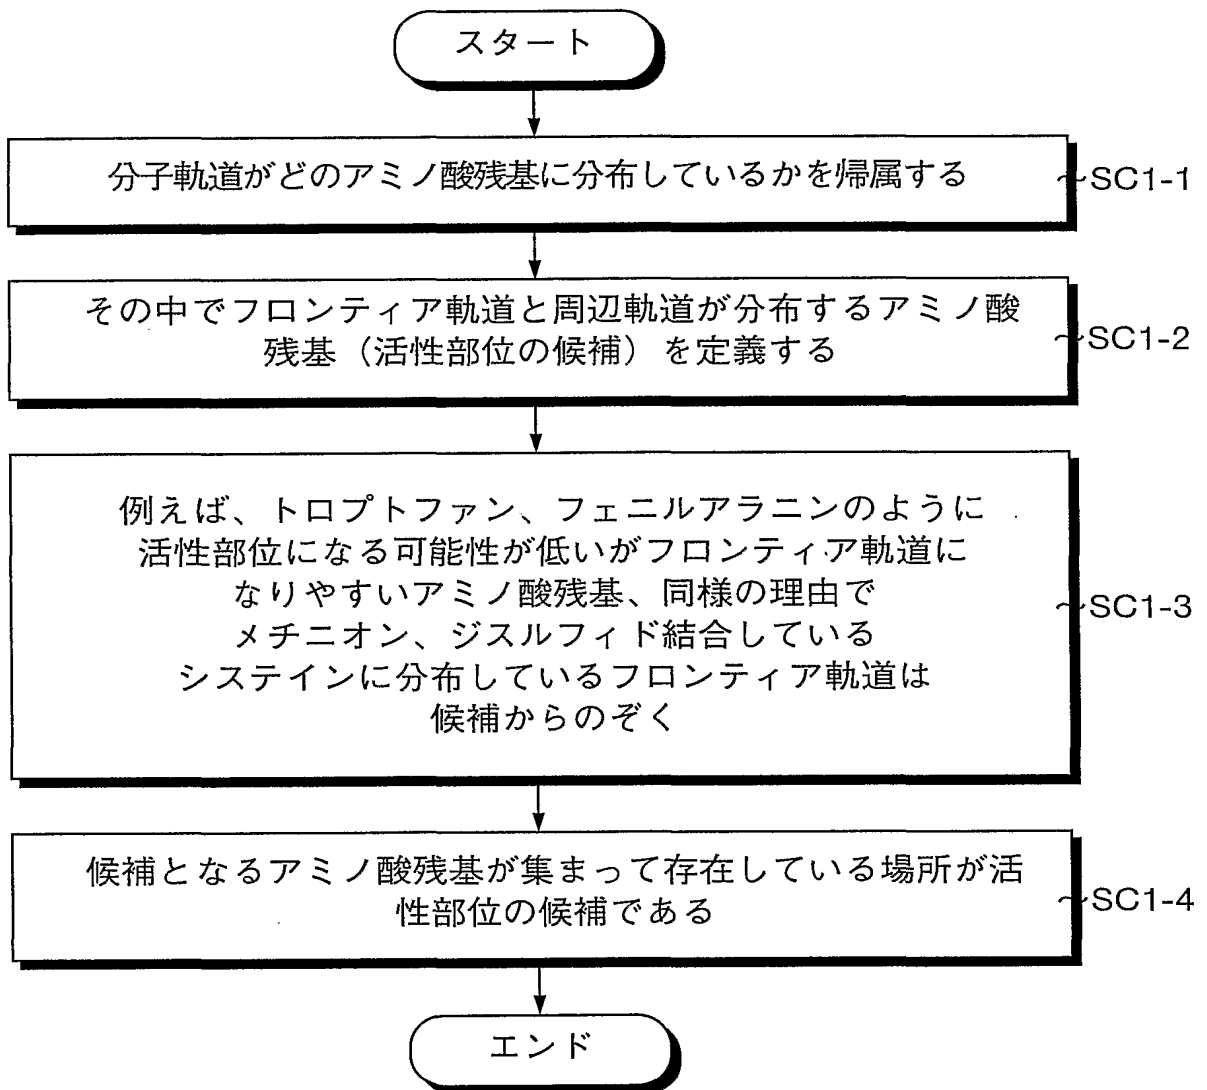 スタート
分子軌道がどのアミノ酸残基に分布しているかを帰属する
SC1-1
その中でフロンティア軌道と周辺軌道が分布するアミノ酸
残基（活性部位の候補）を定義する
SC1-2
例えば、トロプトファン、フェニルアラニンのように
活性部位になる可能性が低いがフロンティア軌道に
なりやすいアミノ酸残基、同様の理由で
メチニオン、ジスルフィド結合している
システインに分布しているフロンティア軌道は
候補からのぞく
SC1-3
候補となるアミノ酸残基が集まって存在している場所が活
性部位の候補である
SC1-4
エンド